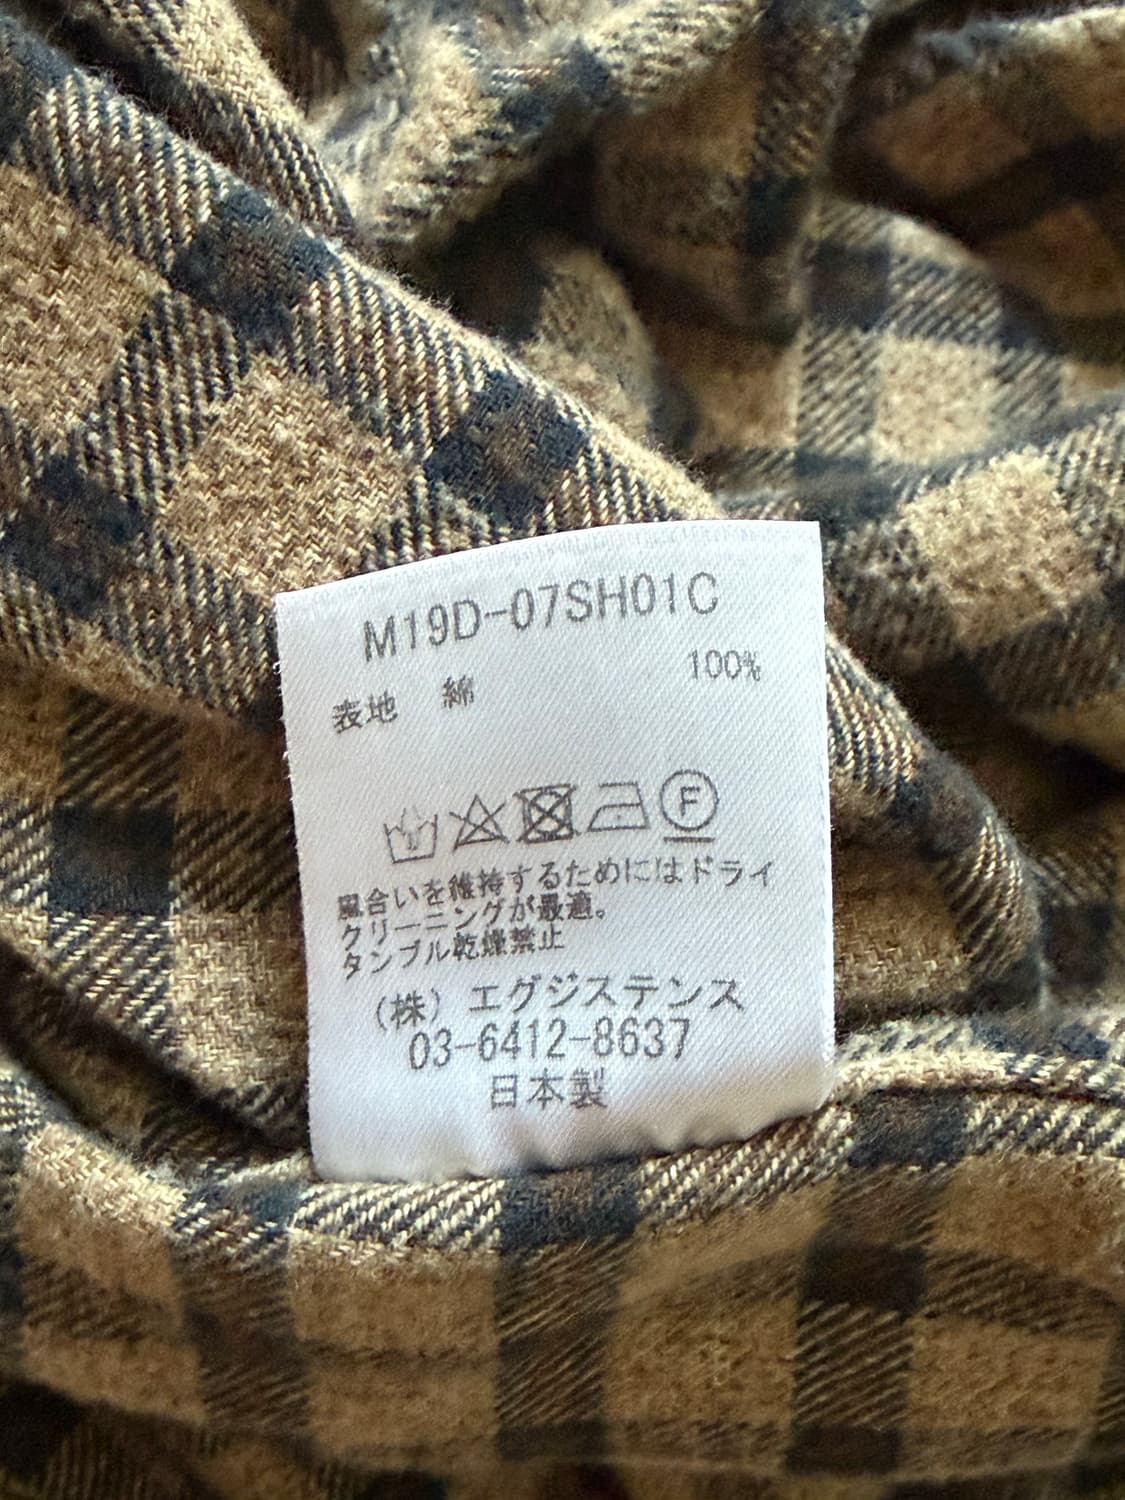 M19D-07SH01C
表地 綿 100%
F
風合いを維持するためにはドライ
クリーニングが最適。
タンブル乾燥禁止
(株) エグジステンス
03-6412-8637
日本製